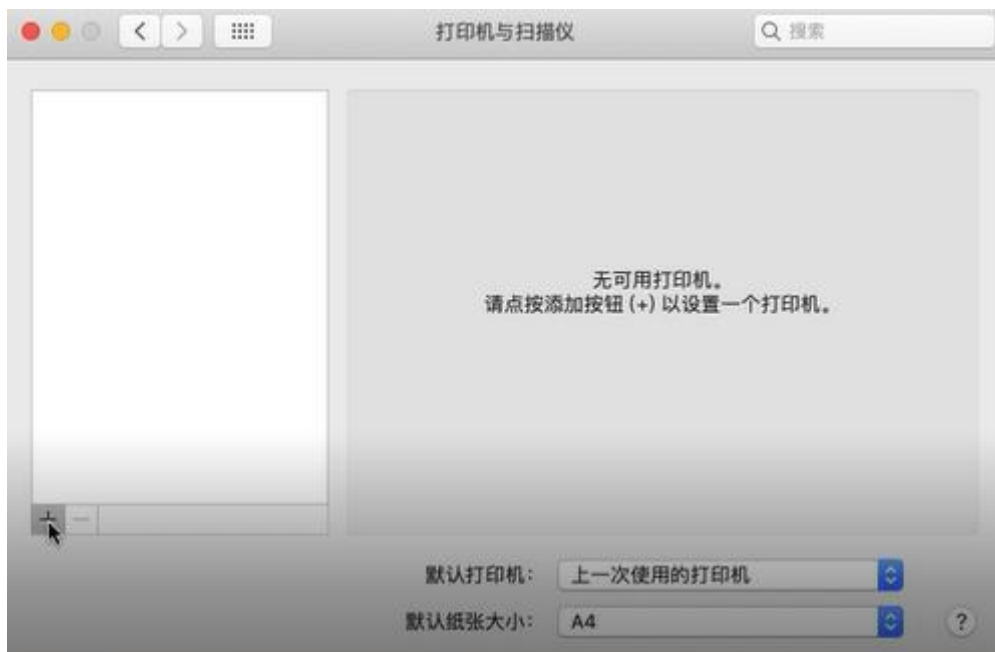 打印机与扫描仪
搜索
无可用打印机。
请点按添加按钮 (+) 以设置一个打印机。
+ −
默认打印机： 上一次使用的打印机
默认纸张大小： A4
?